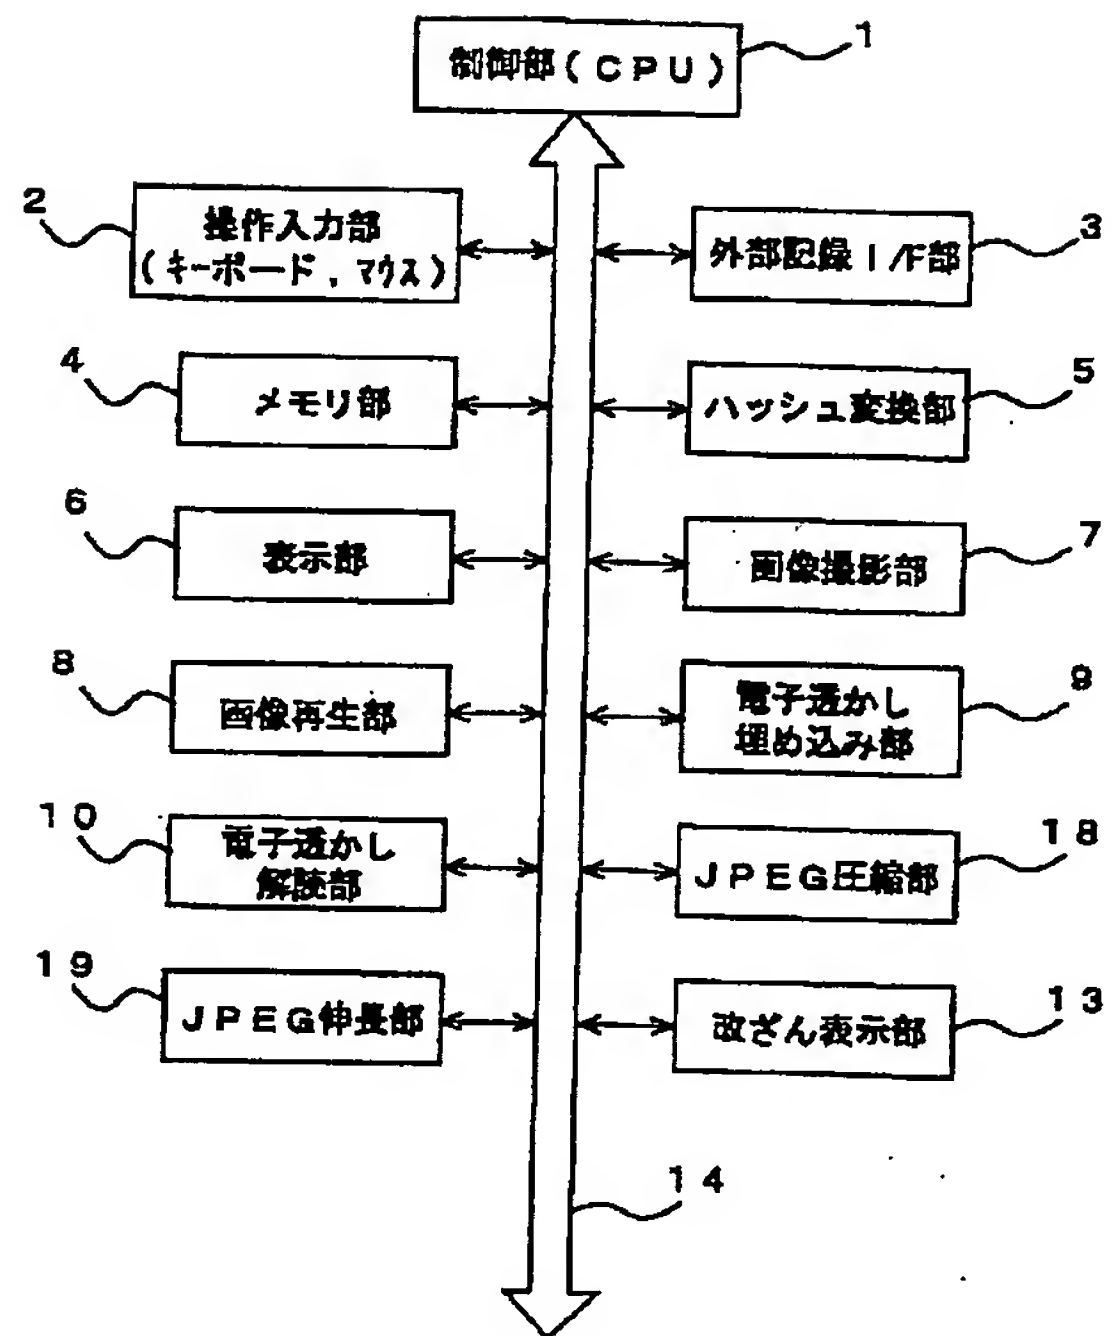 制御部(CPU)
1
2
操作入力部
(キーボード,マウス)
外部記録I/F部
3
4
メモリ部
ハッシュ変換部
5
6
表示部
画像撮影部
7
8
画像再生部
電子透かし
埋め込み部
9
10
電子透かし
解読部
JPEG圧縮部
18
19
JPEG伸長部
改ざん表示部
13
14